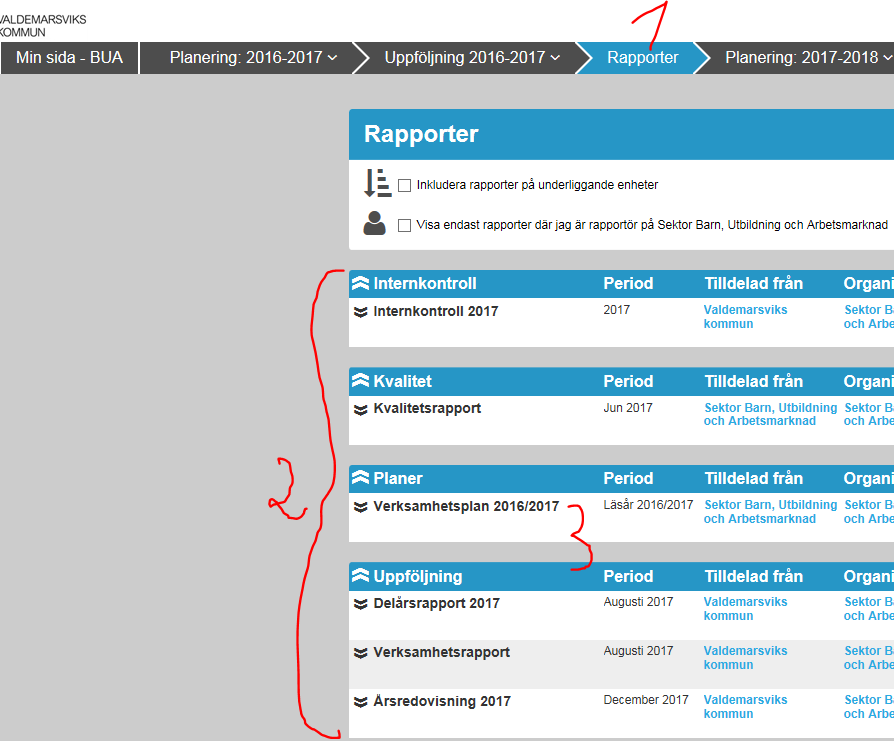 VALDEMARSVIKS
KOMMUN
1
Min sida - BUA Planering: 2016-2017 Uppföljning 2016-2017 Rapporter Planering: 2017-2018
Rapporter
Inkludera rapporter på underliggande enheter
Visa endast rapporter där jag är rapportör på Sektor Barn, Utbildning och Arbetsmarknad
Internkontroll Period Tilldelad från Organi
Internkontroll 2017 2017 Valdemarsviks Sektor B
kommun och Arbe
Kvalitet Period Tilldelad från Organi
Kvalitetsrapport Jun 2017 Sektor Barn, Utbildning Sektor B
och Arbetsmarknad och Arbe
2
Planer Period Tilldelad från Organi
Verksamhetsplan 2016/2017 Läsår 2016/2017 Sektor Barn, Utbildning Sektor B
och Arbetsmarknad och Arbe
3
Uppföljning Period Tilldelad från Organi
Delårsrapport 2017 Augusti 2017 Valdemarsviks Sektor B
kommun och Arbe
Verksamhetsrapport Augusti 2017 Valdemarsviks Sektor B
kommun och Arbe
Årsredovisning 2017 December 2017 Valdemarsviks Sektor B
kommun och Arbe